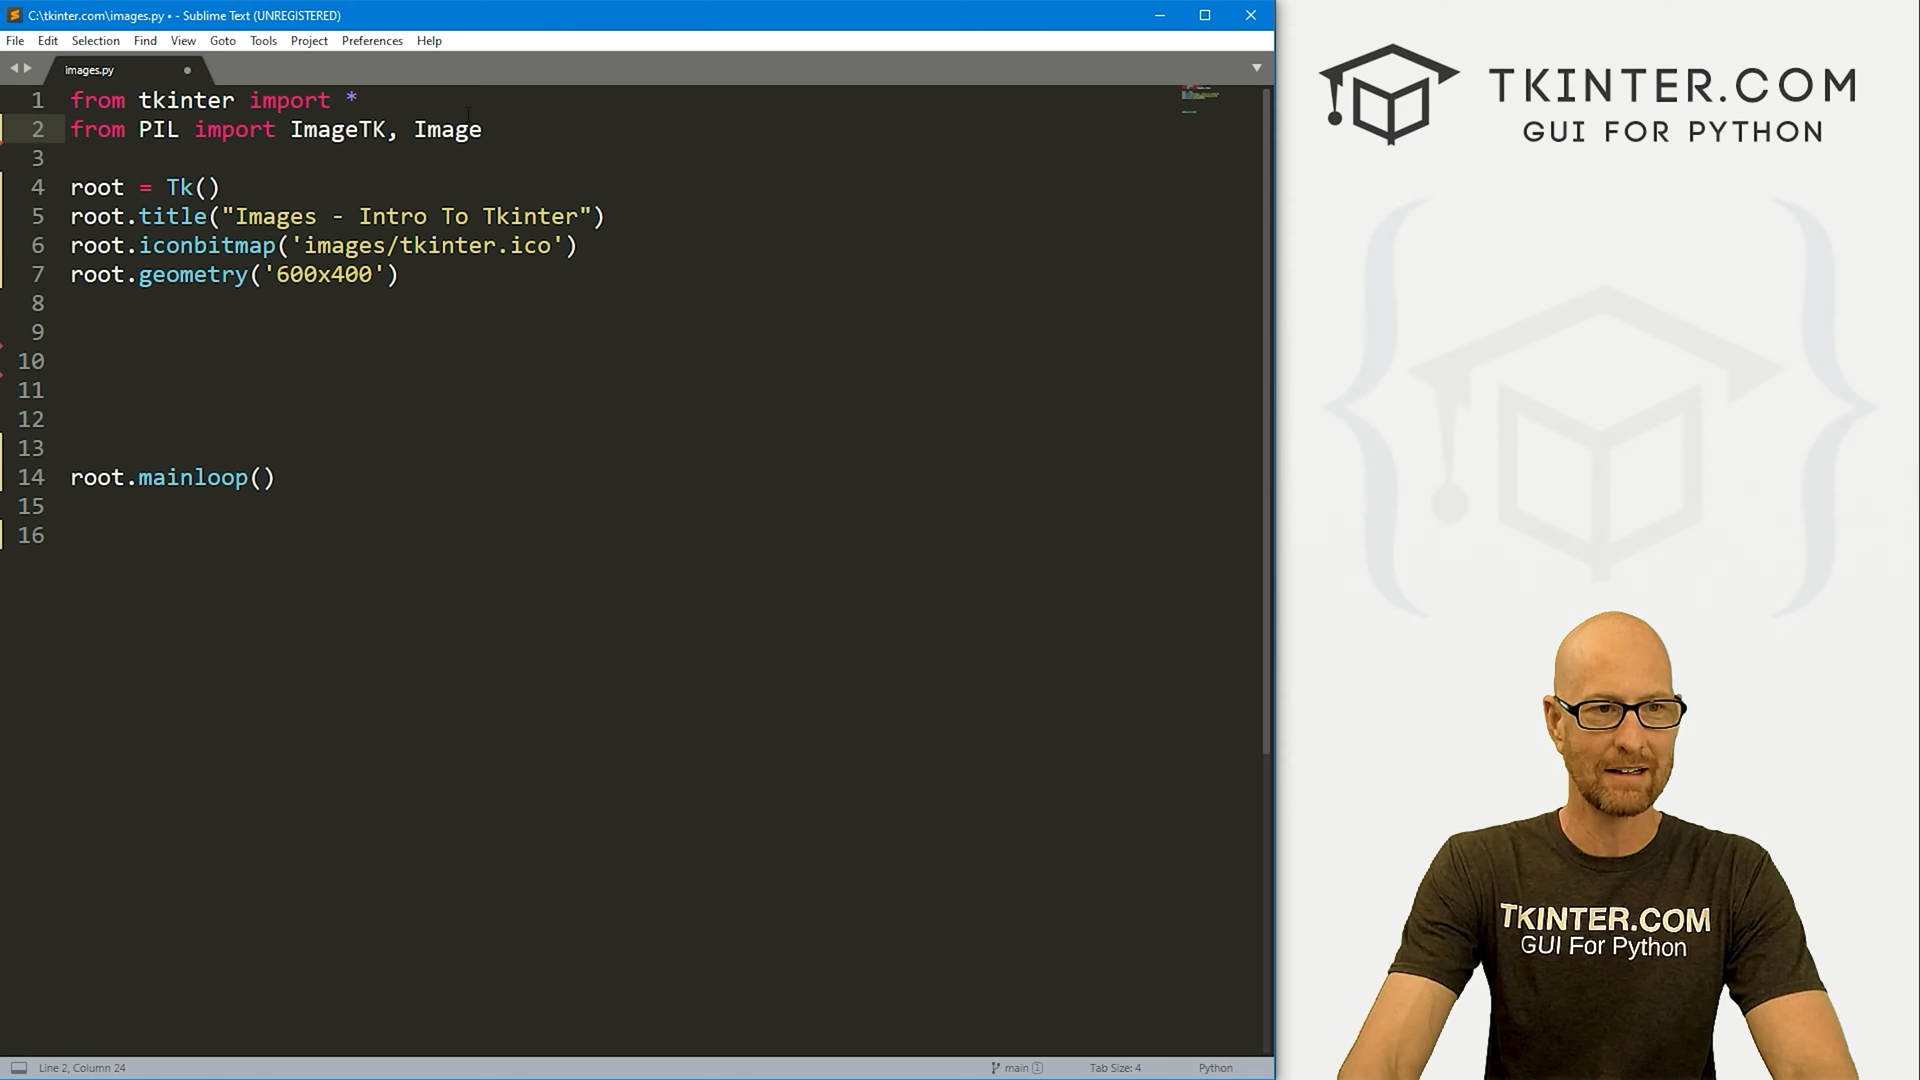 C:\tkinter.com\images.py • - Sublime Text (UNREGISTERED)
File Edit Selection Find View Goto Tools Project Preferences Help
images.py
1 from tkinter import *
2 from PIL import ImageTK, Image
3
4 root = Tk()
5 root.title("Images - Intro To Tkinter")
6 root.iconbitmap('images/tkinter.ico')
7 root.geometry('600x400')
8
9
10
11
12
13
14 root.mainloop()
15
16
Line 2, Column 24 main 1 Tab Size: 4 Python
TKINTER.COM
GUI FOR PYTHON
TKINTER.COM
GUI For Python